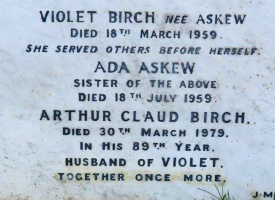 VIOLET BIRCH NEE ASKEW
DIED 18TH MARCH 1959.
SHE SERVED OTHERS BEFORE HERSELF.
ADA ASKEW
SISTER OF THE ABOVE
DIED 18TH JULY 1959.
ARTHUR CLAUD BIRCH.
DIED 30TH MARCH 1979.
IN HIS 89TH YEAR.
HUSBAND OF VIOLET.
TOGETHER ONCE MORE.